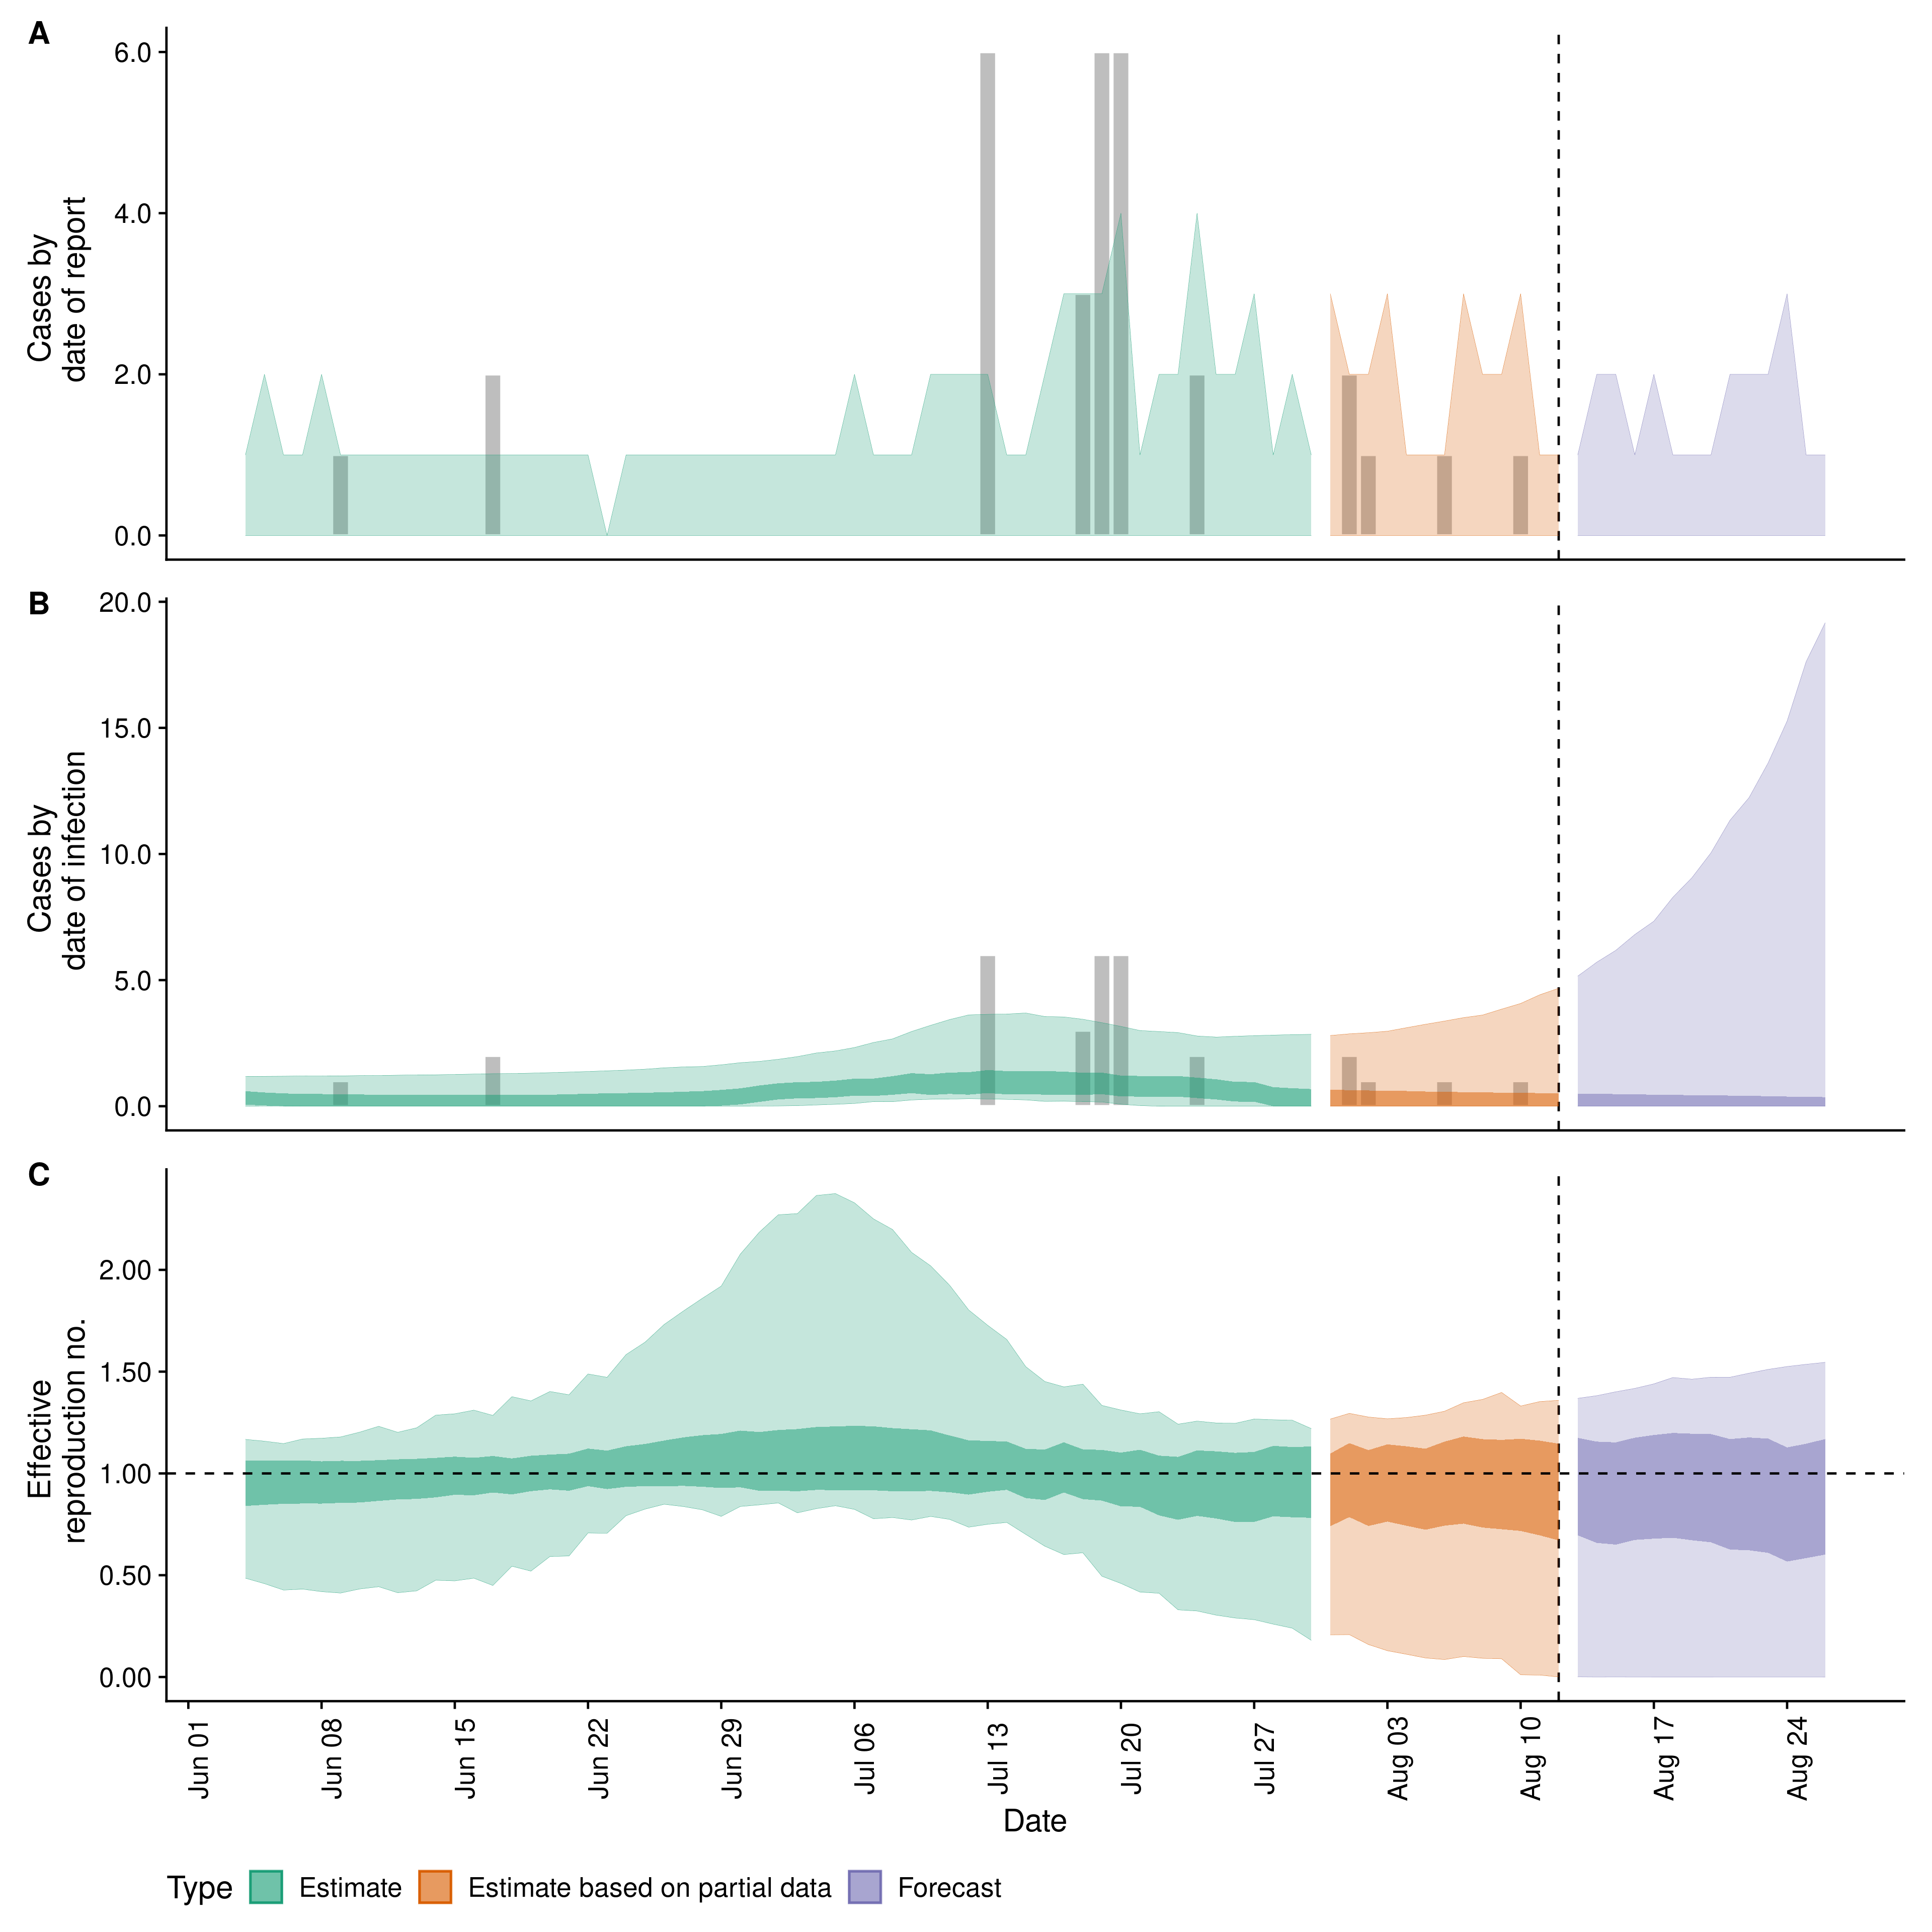 A
Cases by
date of report
6.0
4.0
2.0
0.0
B
Cases by
date of infection
20.0
15.0
10.0
5.0
0.0
C
Effective
reproduction no.
2.00
1.50
1.00
0.50
0.00
Jun 01
Jun 08
Jun 15
Jun 22
Jun 29
Jul 06
Jul 13
Jul 20
Jul 27
Aug 03
Aug 10
Aug 17
Aug 24
Date
Type Estimate Estimate based on partial data Forecast